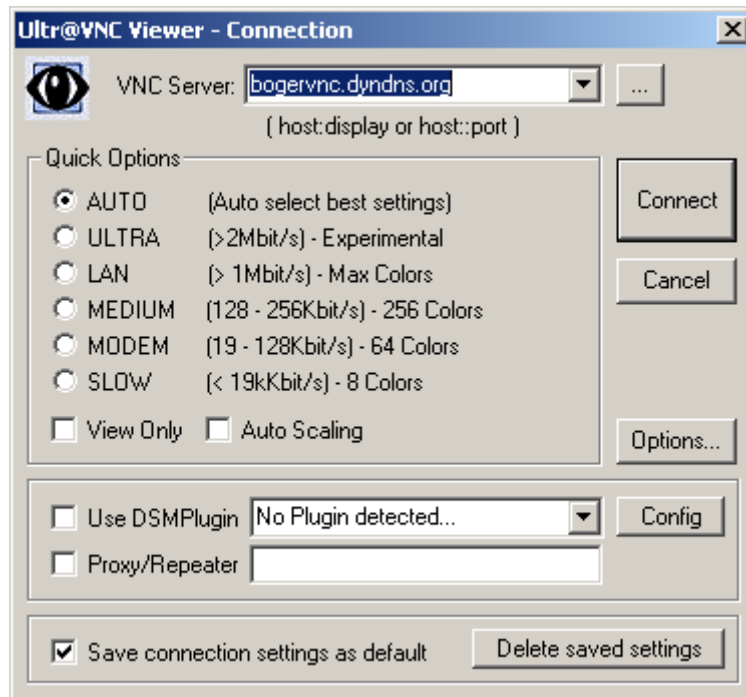 Ultr@VNC Viewer - Connection
VNC Server: bogervnc.dyndns.org ...
( host:display or host::port )
Quick Options
AUTO (Auto select best settings)
ULTRA (>2Mbit/s) - Experimental
LAN (> 1Mbit/s) - Max Colors
MEDIUM (128 - 256Kbit/s) - 256 Colors
MODEM (19 - 128Kbit/s) - 64 Colors
SLOW (< 19kKbit/s) - 8 Colors
View Only Auto Scaling
Connect
Cancel
Options...
Use DSMPlugin No Plugin detected... Config
Proxy/Repeater
Save connection settings as default Delete saved settings